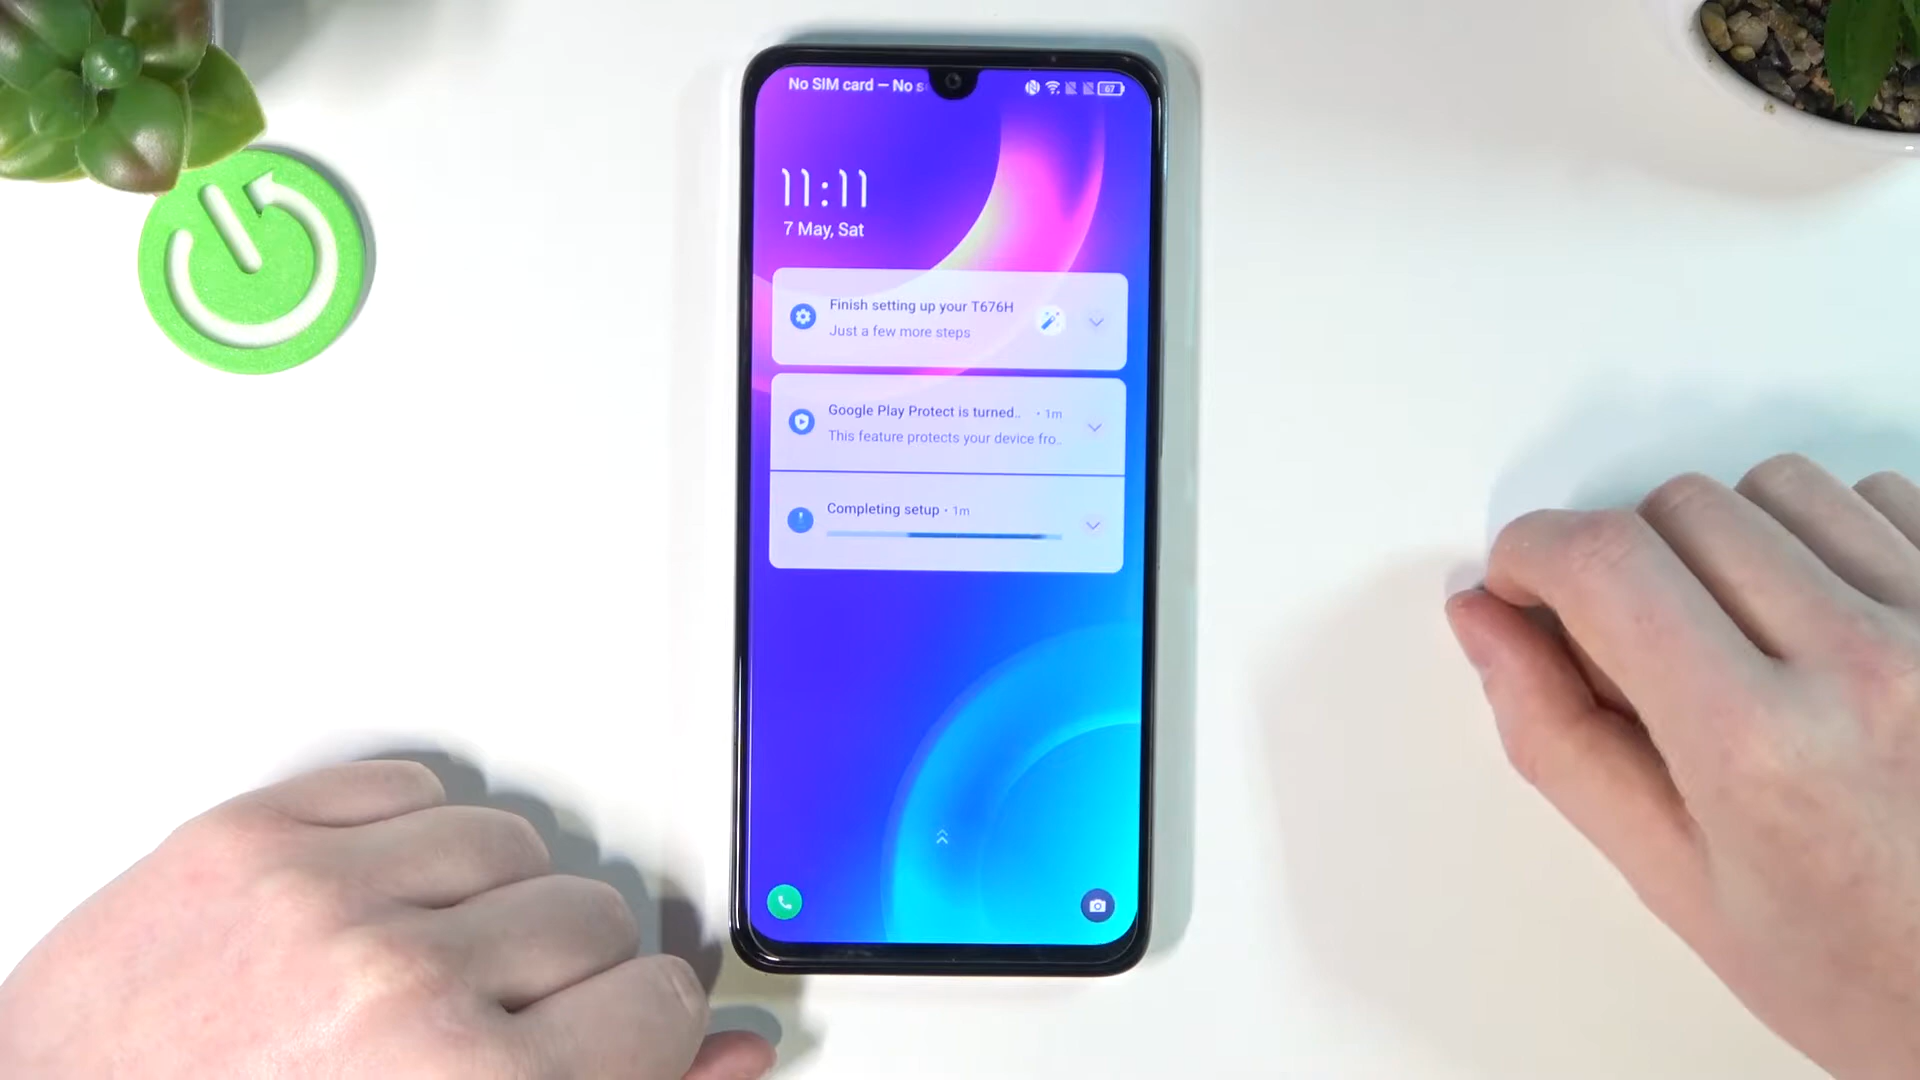 No SIM card — No s
67
11:11
7 May, Sat
Finish setting up your T676H
Just a few more steps
Google Play Protect is turned.. • 1m
This feature protects your device fro..
Completing setup • 1m